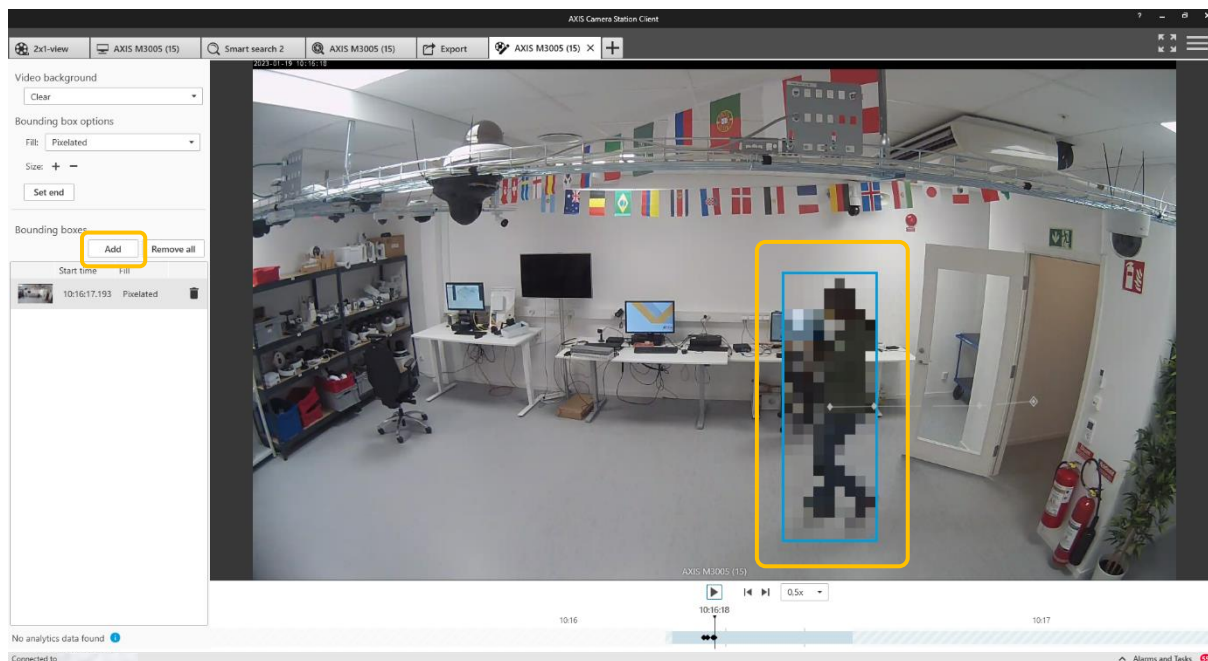 AXIS Camera Station Client
2x1-view
AXIS M3005 (15)
Smart search 2
AXIS M3005 (15)
Export
AXIS M3005 (15)
Video background
Clear
Bounding box options
Fill: Pixelated
Size: + −
Set end
Bounding boxes
Add
Remove all
Start time Fill
10:16:17.193 Pixelated
2023-01-19 10:16:18
AXIS M3005 (15)
0.5x
10:16:18
10:16
10:17
No analytics data found
Connected to
Alarms and Tasks